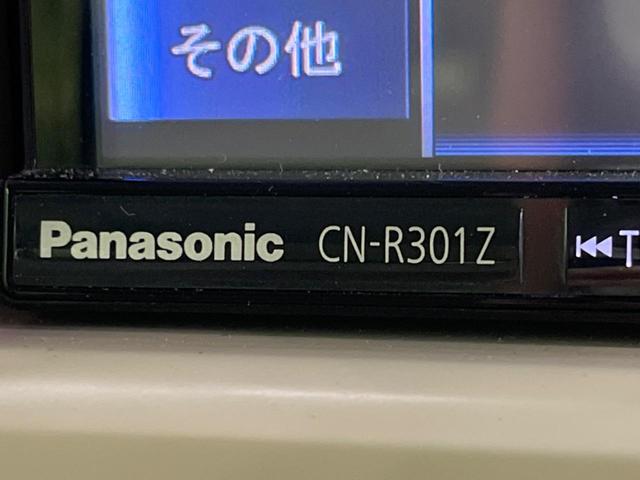 その他
Panasonic CN-R301Z ⏮T